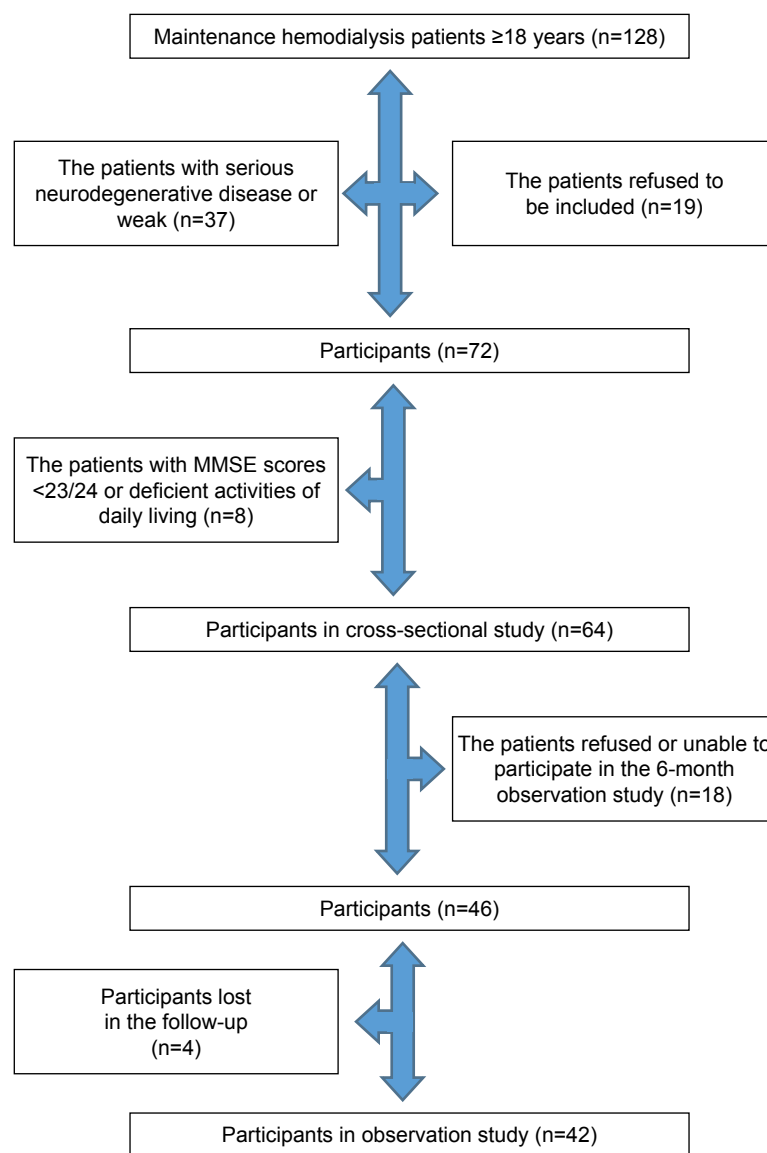 Maintenance hemodialysis patients ≥18 years (n=128)
The patients with serious
neurodegenerative disease or
weak (n=37)
The patients refused to
be included (n=19)
Participants (n=72)
The patients with MMSE scores
<23/24 or deficient activities of
daily living (n=8)
Participants in cross-sectional study (n=64)
The patients refused or unable to
participate in the 6-month
observation study (n=18)
Participants (n=46)
Participants lost
in the follow-up
(n=4)
Participants in observation study (n=42)